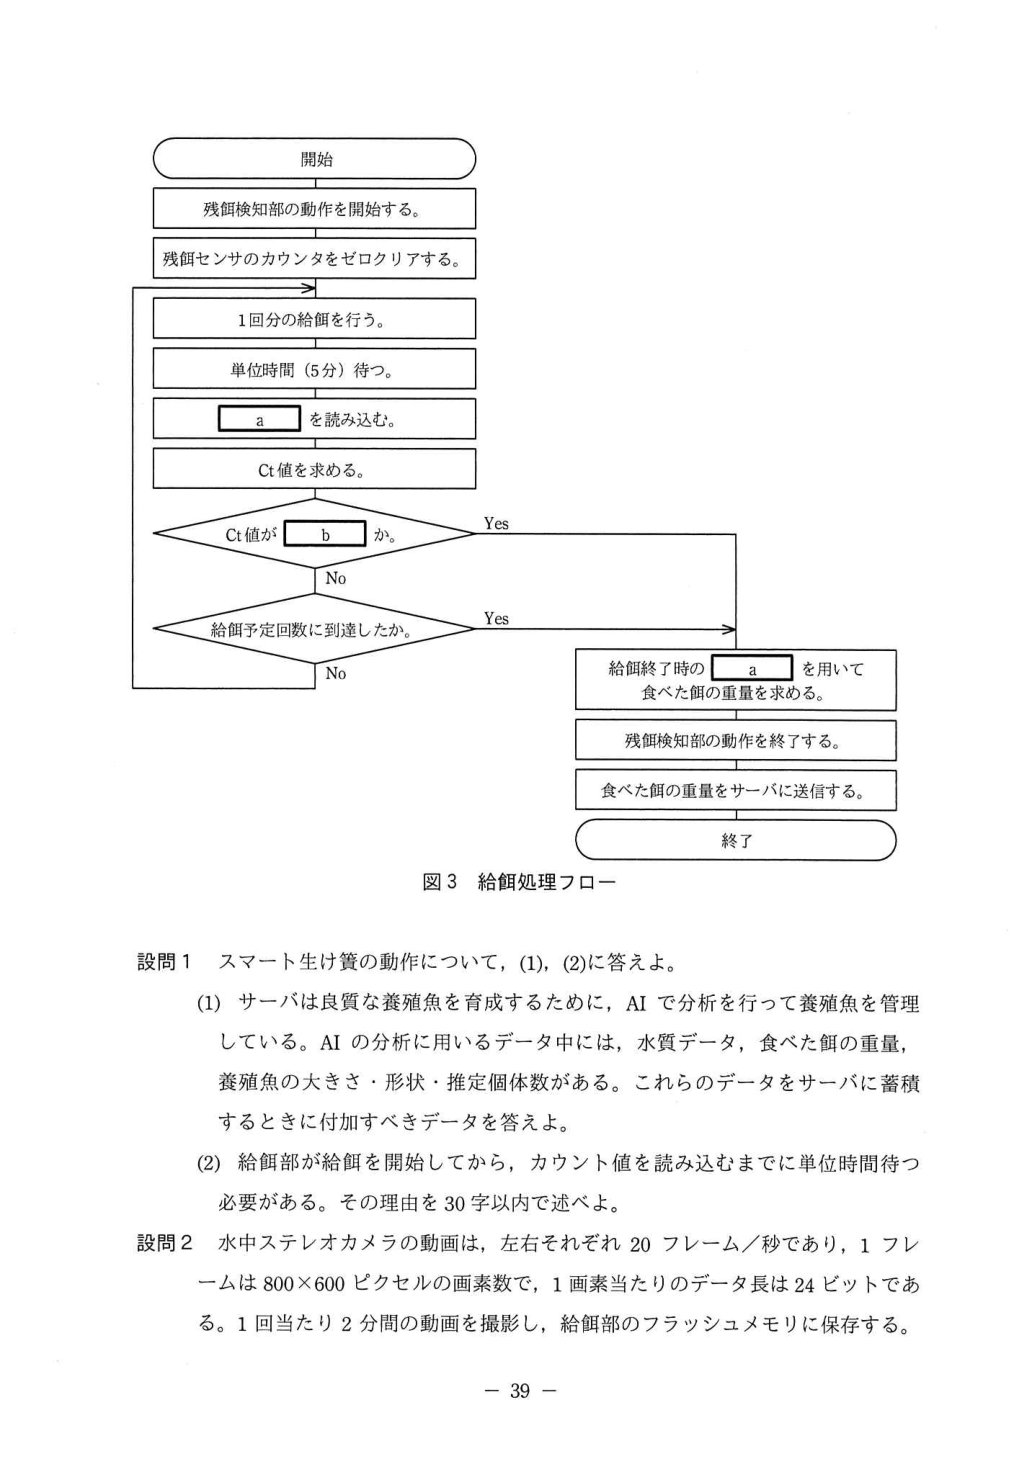 開始
残餌検知部の動作を開始する。
残餌センサのカウンタをゼロクリアする。
1回分の給餌を行う。
単位時間（5分）待つ。
a を読み込む。
Ct値を求める。
Ct値が b か。
Yes
No
給餌予定回数に到達したか。
Yes
No
給餌終了時の a を用いて
食べた餌の重量を求める。
残餌検知部の動作を終了する。
食べた餌の重量をサーバに送信する。
終了
図3　給餌処理フロー
設問1　スマート生け簀の動作について，(1)，(2)に答えよ。
(1)　サーバは良質な養殖魚を育成するために，AI で分析を行って養殖魚を管理
している。AI の分析に用いるデータ中には，水質データ，食べた餌の重量，
養殖魚の大きさ・形状・推定個体数がある。これらのデータをサーバに蓄積
するときに付加すべきデータを答えよ。
(2)　給餌部が給餌を開始してから，カウント値を読み込むまでに単位時間待つ
必要がある。その理由を 30 字以内で述べよ。
設問2　水中ステレオカメラの動画は，左右それぞれ 20 フレーム／秒であり，1 フレ
ームは 800×600 ピクセルの画素数で，1 画素当たりのデータ長は 24 ビットであ
る。1 回当たり 2 分間の動画を撮影し，給餌部のフラッシュメモリに保存する。
－ 39 －